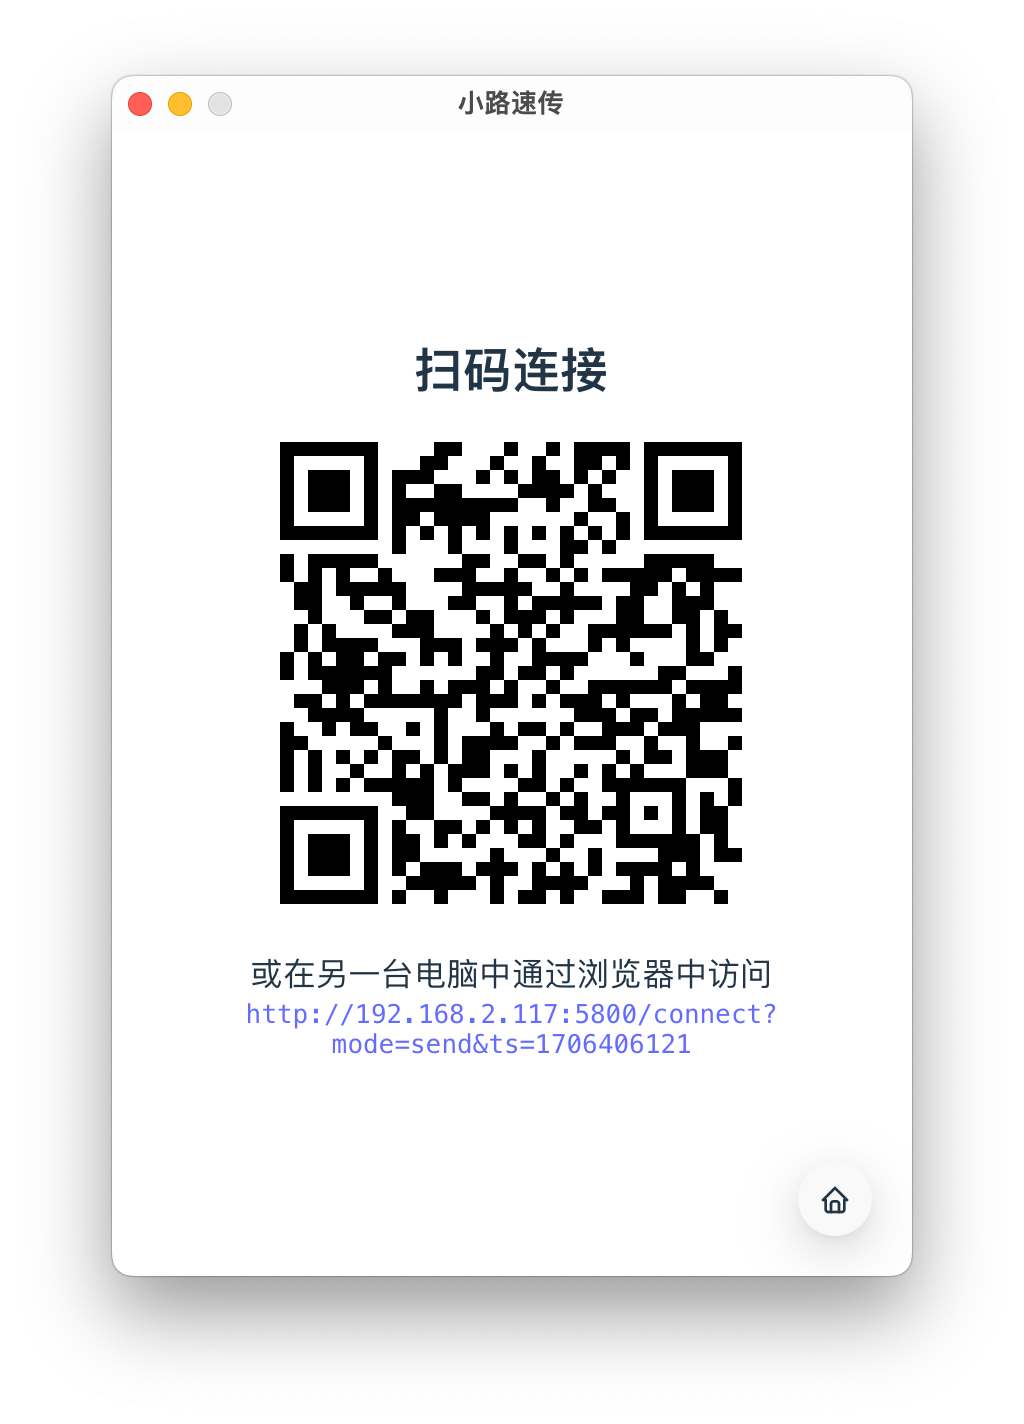 小路速传
扫码连接
或在另一台电脑中通过浏览器中访问
http://192.168.2.117:5800/connect?
mode=send&ts=1706406121